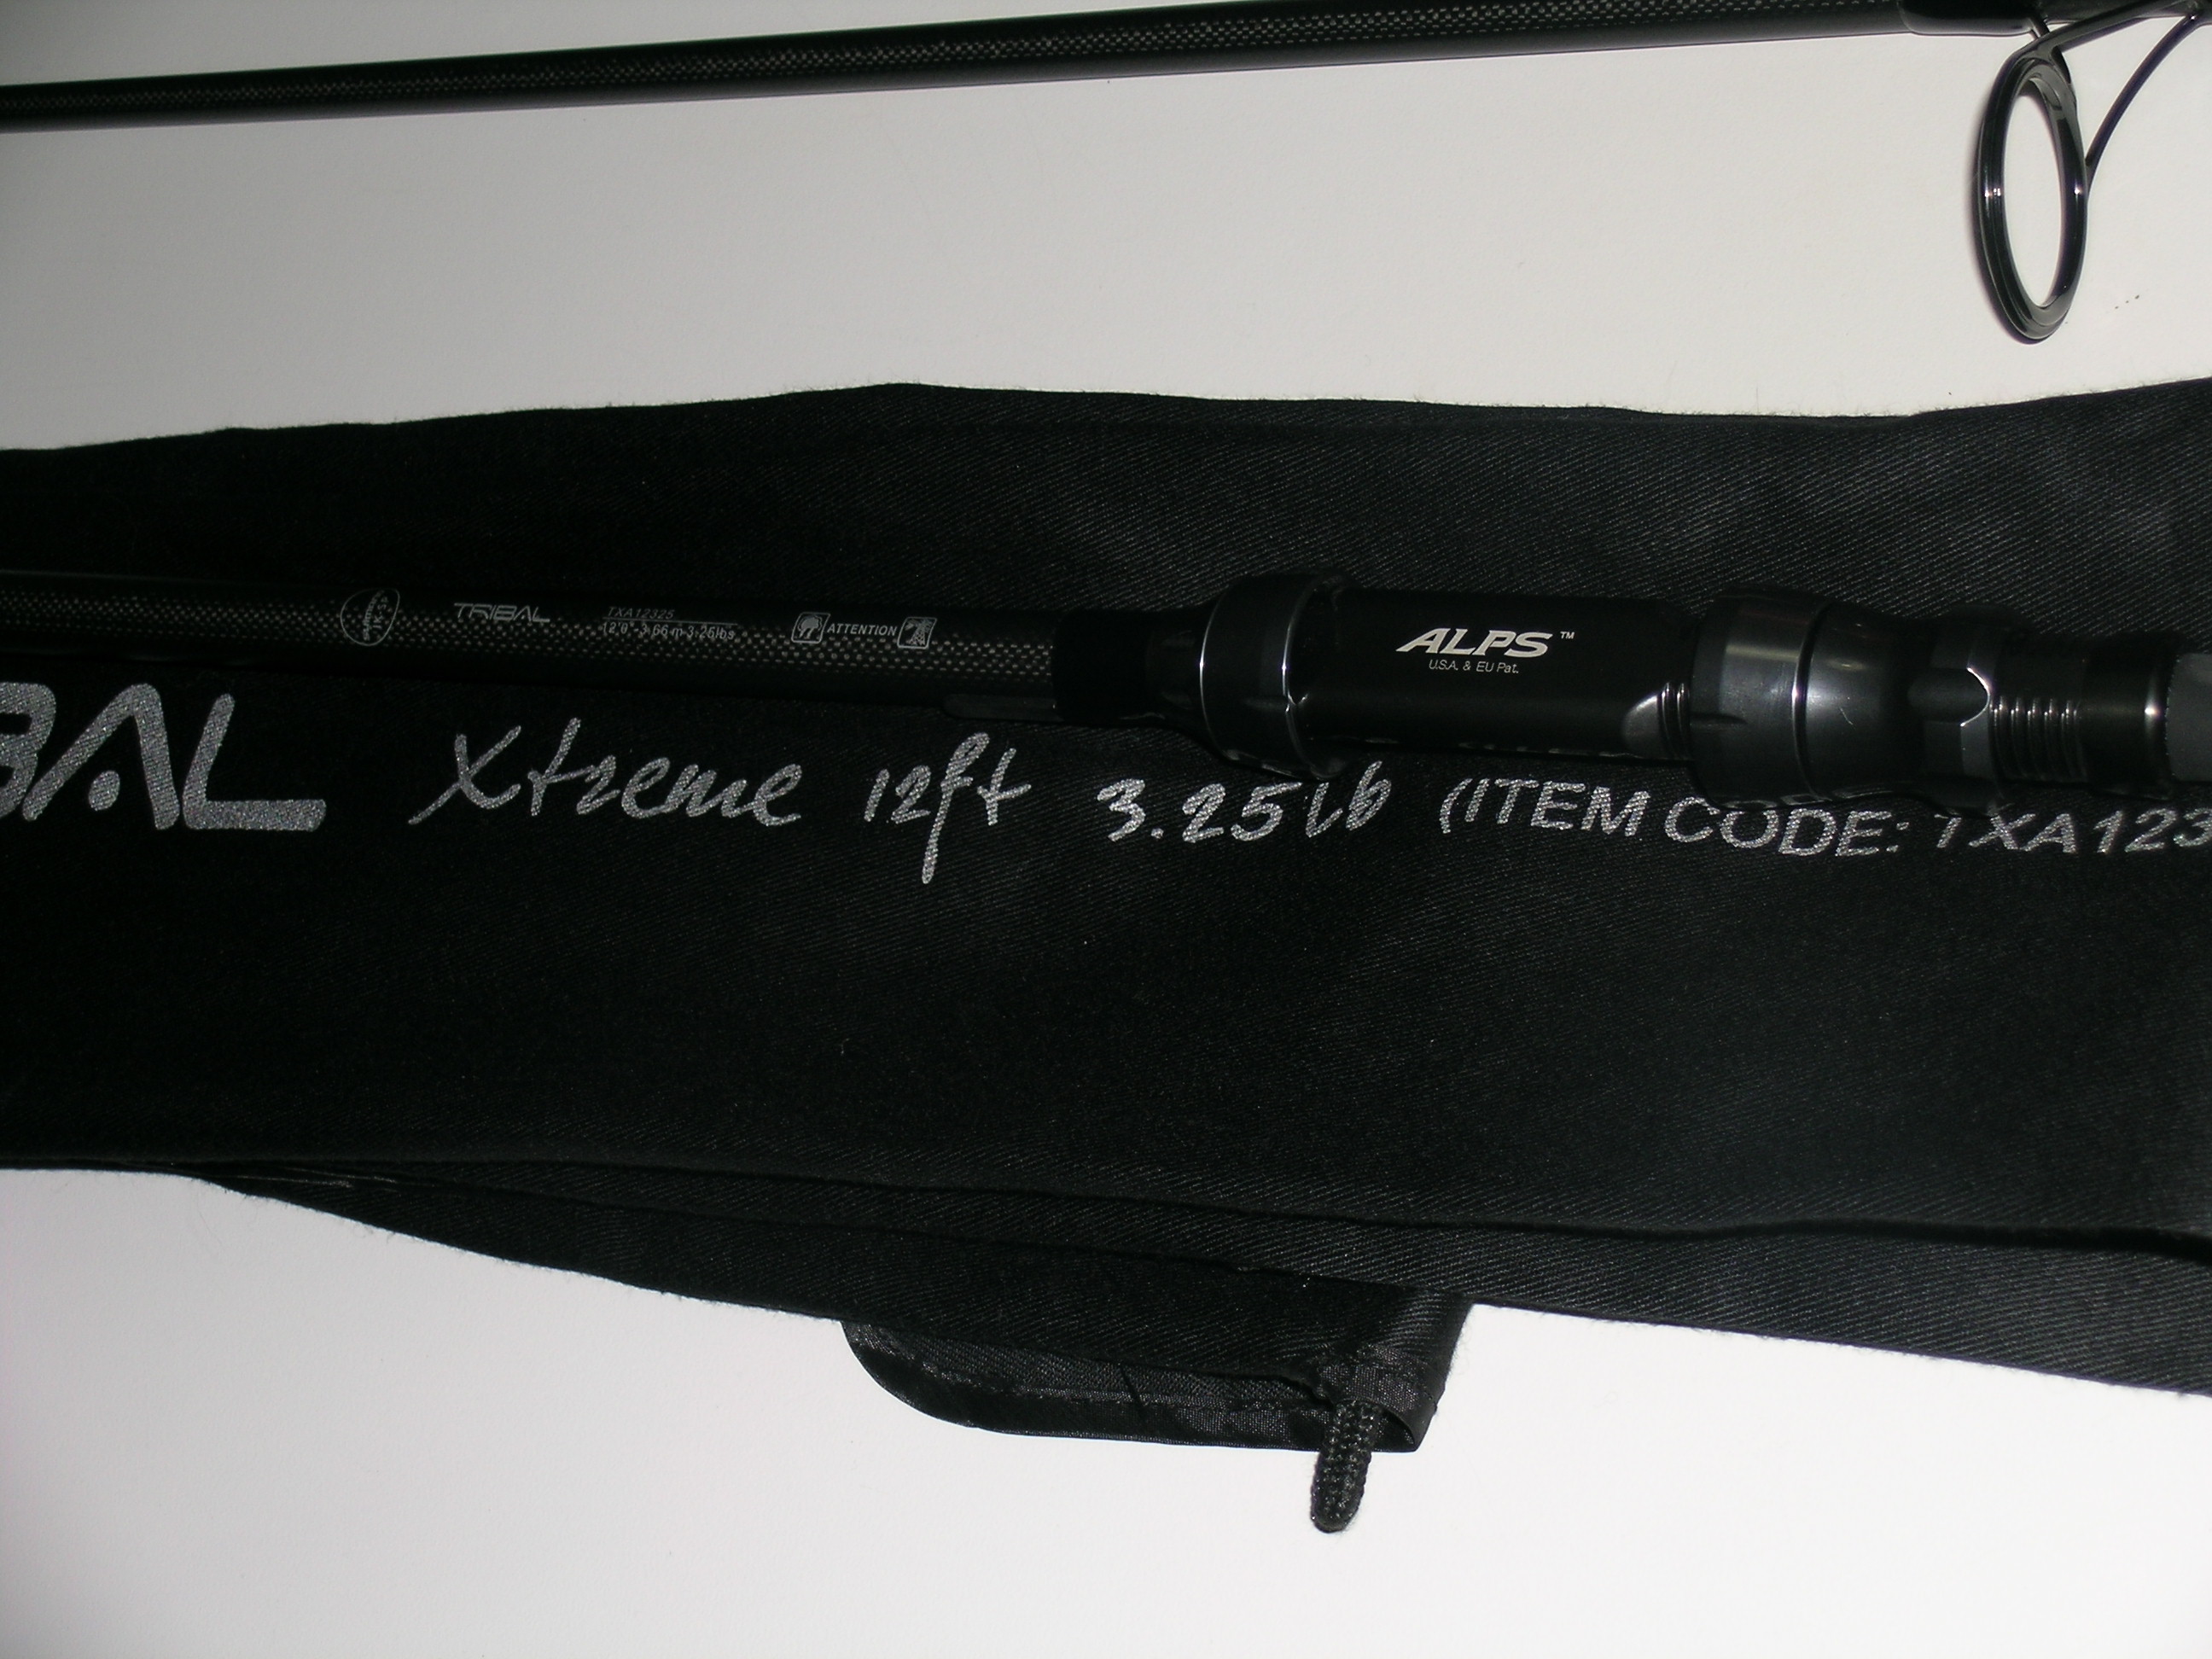 TRIBAL
TXA12325
12'0" 3.66 m 3.25lbs
ATTENTION
ALPS™
U.S.A. & EU Pat.
BAL Xtreme 12ft 3.25lb (ITEM CODE: TXA123